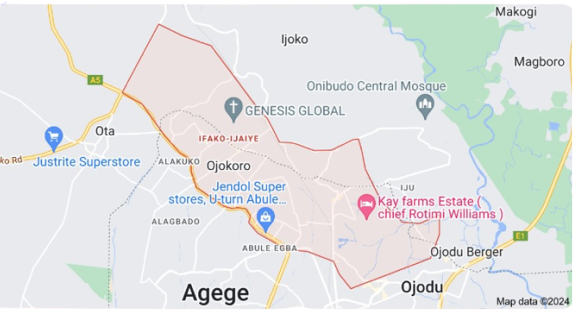 Makogi
Ijoko
Magboro
A5
Onibudo Central Mosque
GENESIS GLOBAL
Ota
IFAKO-IJAIYE
Justrite Superstore
ko Rd
ALAKUKO
Ojokoro
IJU
Jendol Super
stores, U-turn Abule...
Kay farms Estate (
chief Rotimi Williams )
ALAGBADO
E1
ABULE EGBA
Ojodu Berger
Agege
Ojodu
Map data ©2024